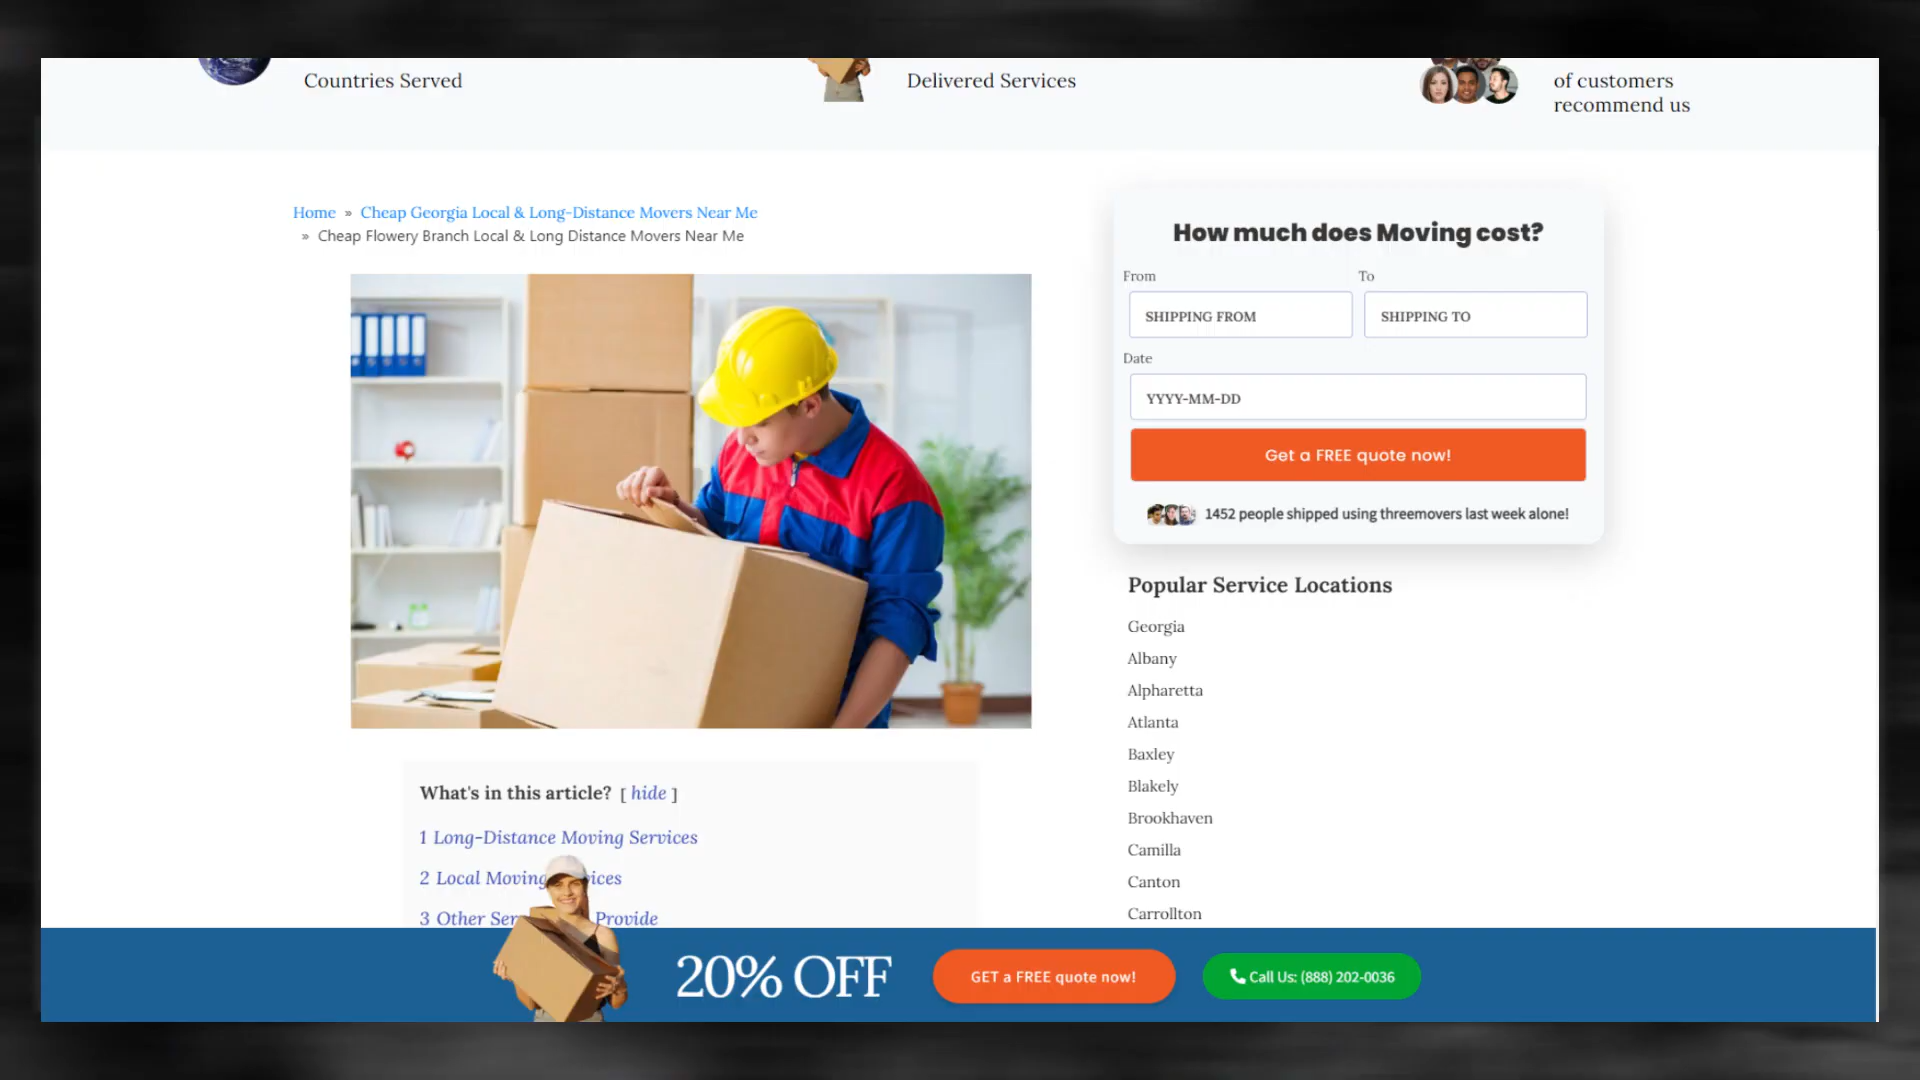 Countries Served
Delivered Services
of customers
recommend us
Home » Cheap Georgia Local & Long-Distance Movers Near Me
» Cheap Flowery Branch Local & Long Distance Movers Near Me
How much does Moving cost?
From
To
SHIPPING FROM
SHIPPING TO
Date
YYYY-MM-DD
Get a FREE quote now!
1452 people shipped using threemovers last week alone!
Popular Service Locations
Georgia
Albany
Alpharetta
Atlanta
Baxley
Blakely
Brookhaven
Camilla
Canton
Carrollton
What's in this article? [ hide ]
1 Long-Distance Moving Services
2 Local Moving
3 Other Provide
20% OFF
GET a FREE quote now!
Call Us: (888) 202-0036